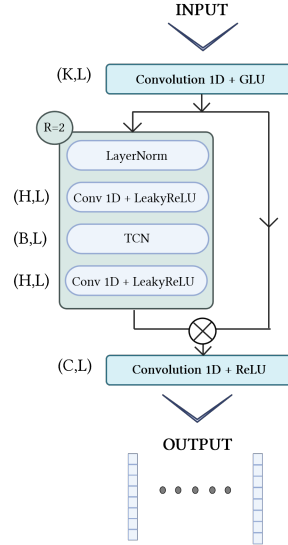 INPUT
(K,L)
Convolution 1D + GLU
R=2
LayerNorm
(H,L)
Conv 1D + LeakyReLU
(B,L)
TCN
(H,L)
Conv 1D + LeakyReLU
(C,L)
Convolution 1D + ReLU
OUTPUT